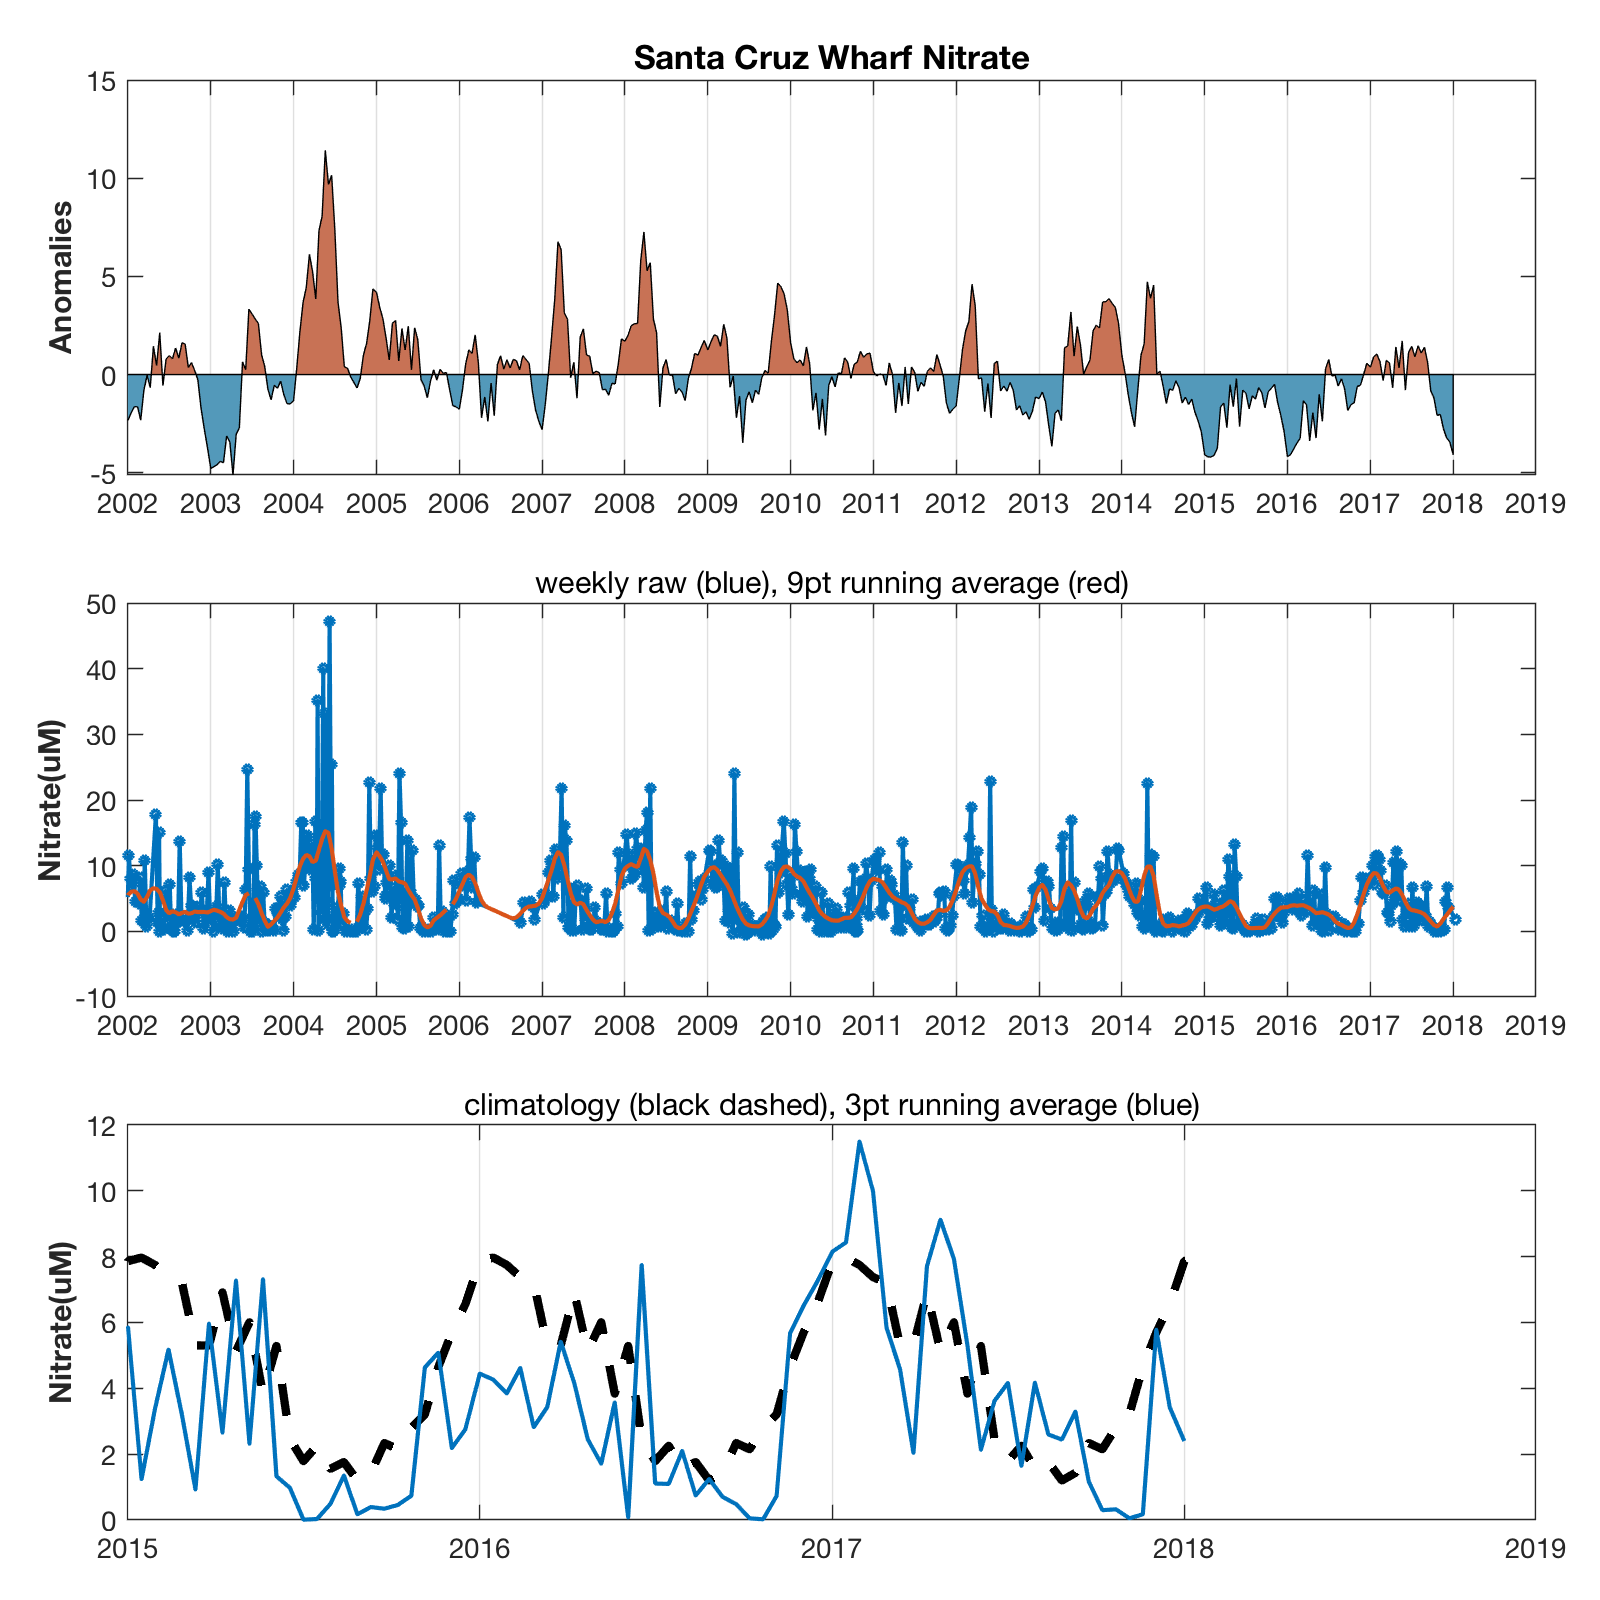 Santa Cruz Wharf Nitrate
15
10
5
0
-5
Anomalies
2002 2003 2004 2005 2006 2007 2008 2009 2010 2011 2012 2013 2014 2015 2016 2017 2018 2019
weekly raw (blue), 9pt running average (red)
50
40
30
20
10
0
-10
Nitrate(uM)
2002 2003 2004 2005 2006 2007 2008 2009 2010 2011 2012 2013 2014 2015 2016 2017 2018 2019
climatology (black dashed), 3pt running average (blue)
12
10
8
6
4
2
0
Nitrate(uM)
2015 2016 2017 2018 2019